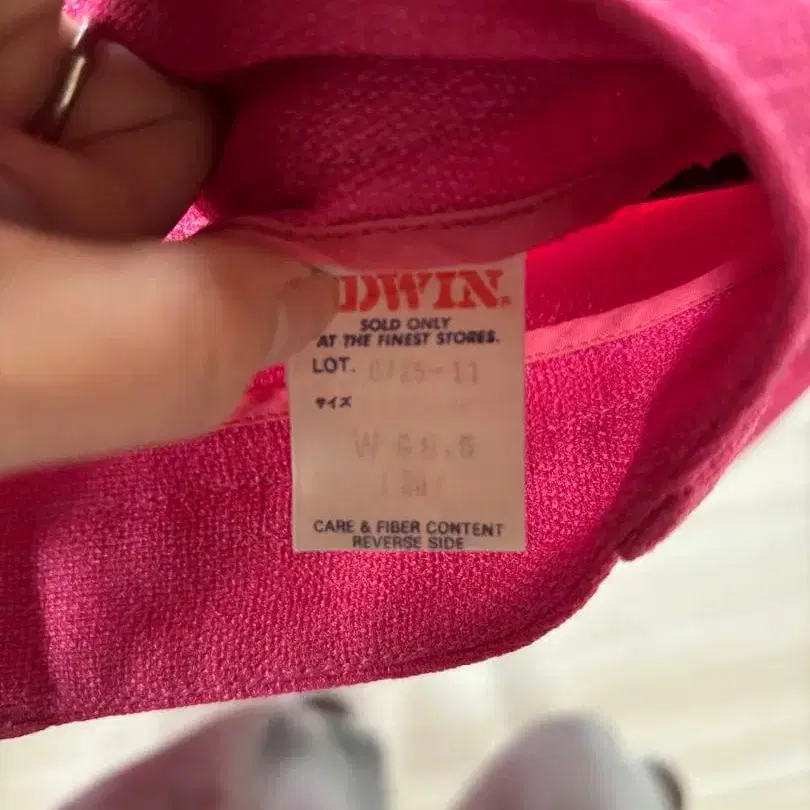 DWIN
SOLD ONLY
AT THE FINEST STORES.
LOT.
サイズ
CARE & FIBER CONTENT
REVERSE SIDE